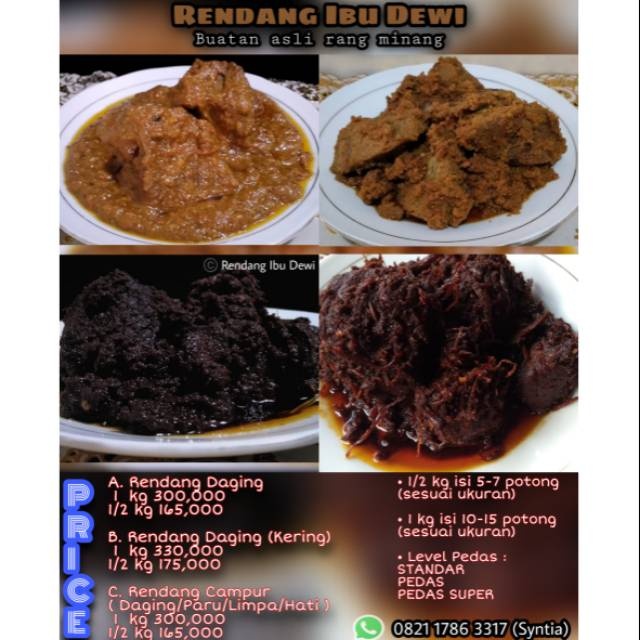 Rendang Ibu Dewi
Buatan asli rang minang
© Rendang Ibu Dewi
PRICE
A. Rendang Daging
1 kg 300,000
1/2 kg 165,000
B. Rendang Daging (Kering)
1 kg 330,000
1/2 kg 175,000
C. Rendang Campur
( Daging/Paru/Limpa/Hati )
1 kg 300,000
1/2 kg 165,000
• 1/2 kg isi 5-7 potong
(sesuai ukuran)
• 1 kg isi 10-15 potong
(sesuai ukuran)
• Level Pedas :
STANDAR
PEDAS
PEDAS SUPER
0821 1786 3317 (Syntia)